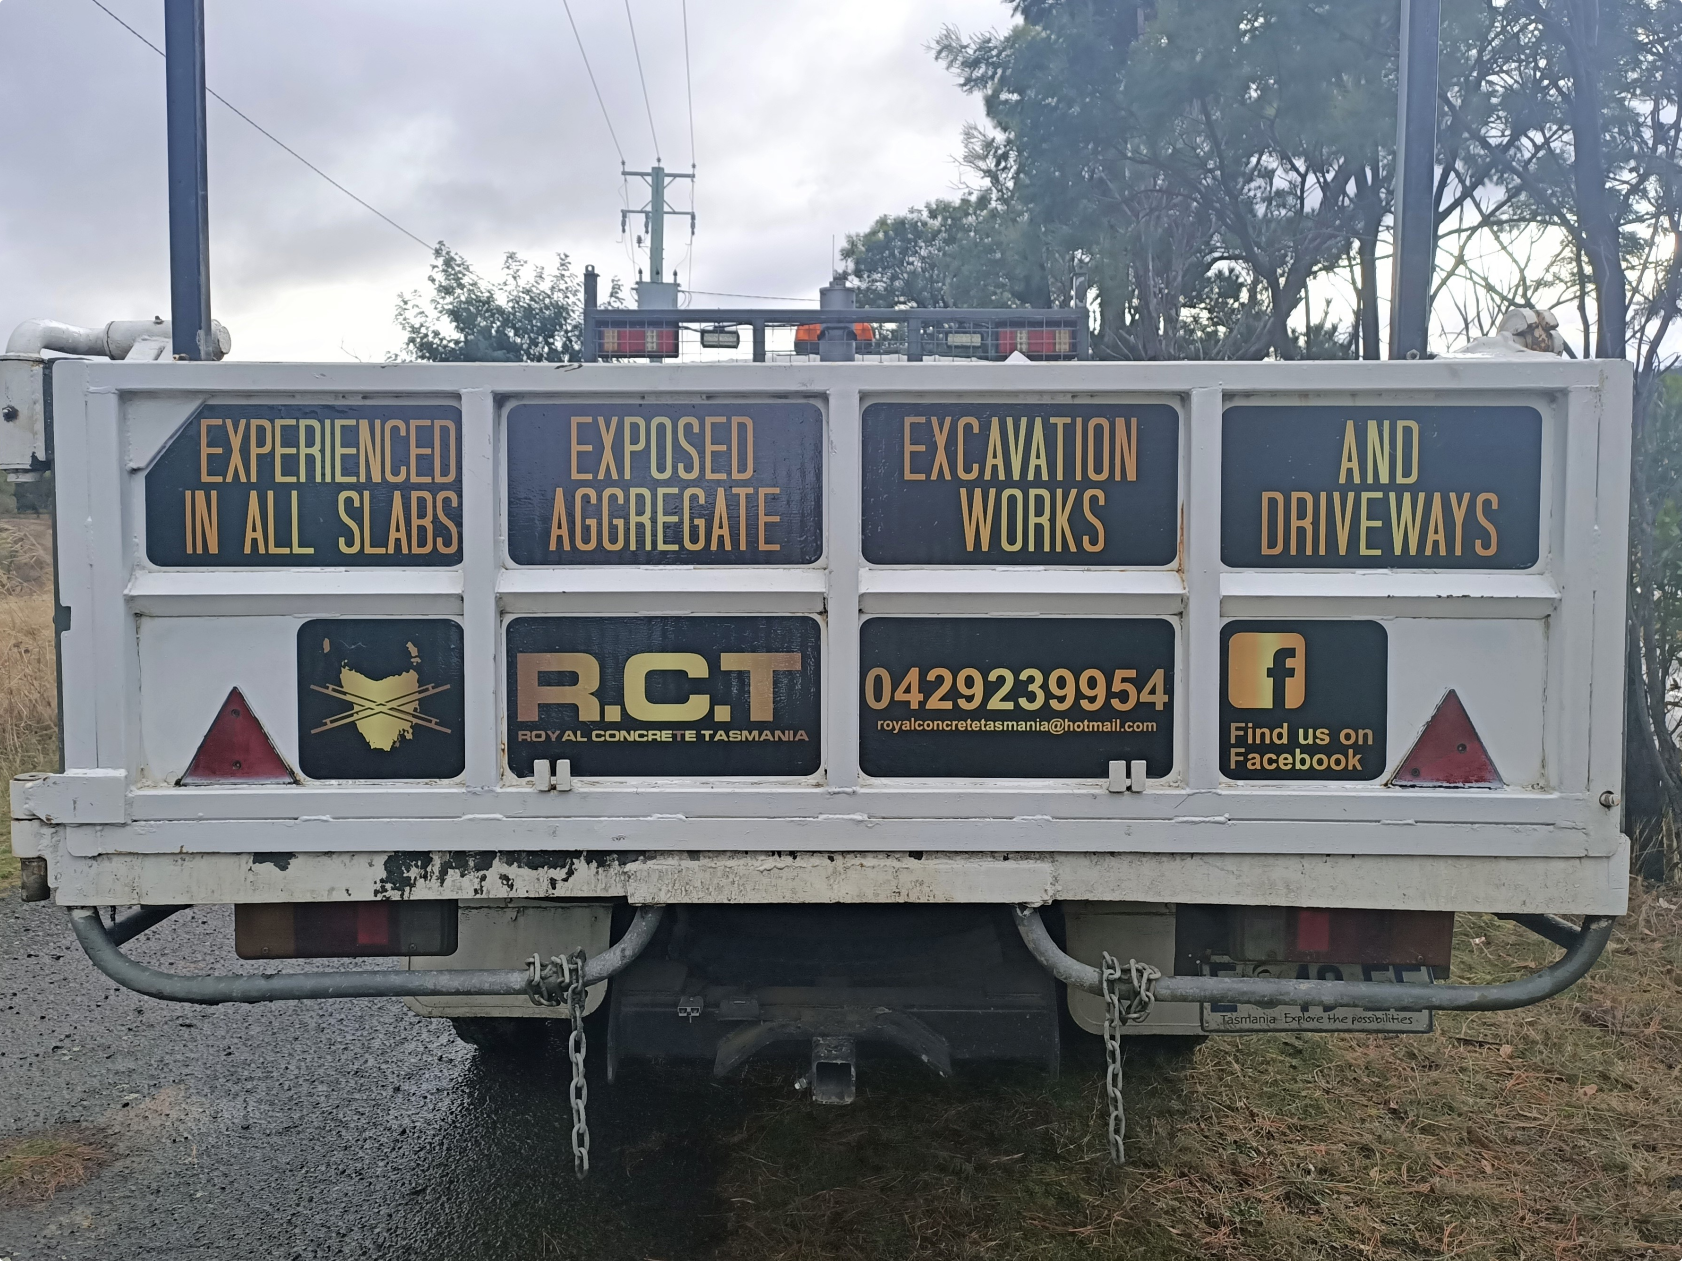 EXPERIENCED
IN ALL SLABS
EXPOSED
AGGREGATE
EXCAVATION
WORKS
AND
DRIVEWAYS
R.C.T
ROYAL CONCRETE TASMANIA
0429239954
royalconcretetasmania@hotmail.com
f
Find us on
Facebook
Tasmania Explore the possibilities